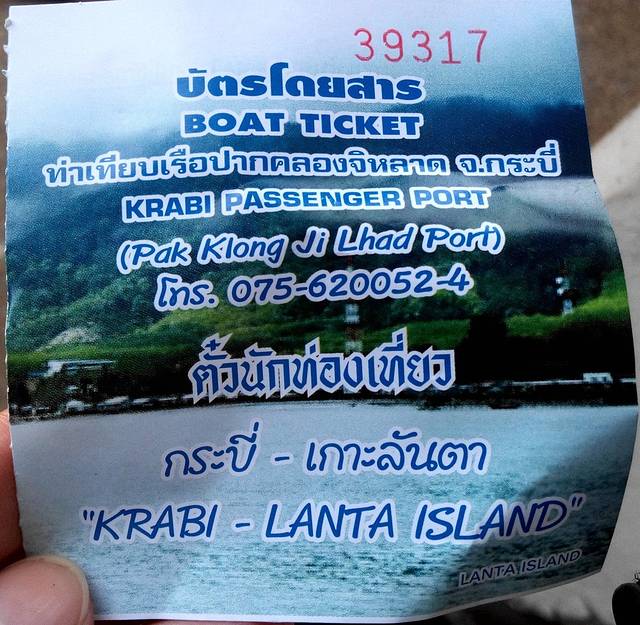 39317
บัตรโดยสาร
BOAT TICKET
ท่าเทียบเรือปากคลองจิหลาด จ.กระบี่
KRABI PASSENGER PORT
(Pak Klong Ji Lhad Port)
โทร. 075-620052-4
ตั๋วนักท่องเที่ยว
กระบี่ - เกาะลันตา
"KRABI - LANTA ISLAND"
LANTA ISLAND